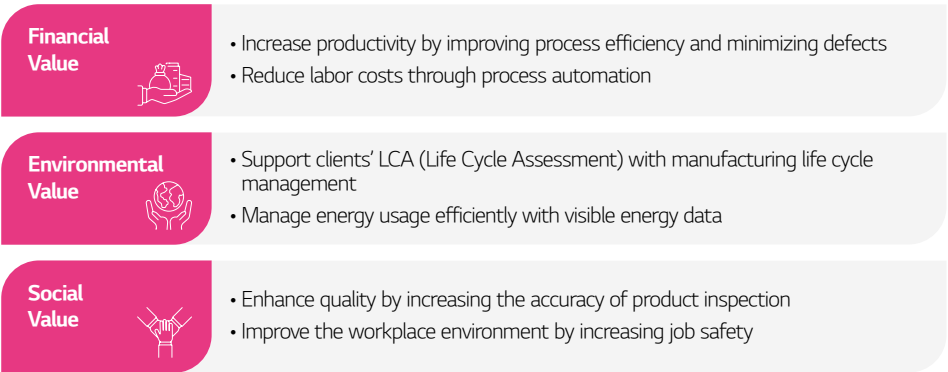 Financial
Value
• Increase productivity by improving process efficiency and minimizing defects
• Reduce labor costs through process automation
Environmental
Value
• Support clients’ LCA (Life Cycle Assessment) with manufacturing life cycle
management
• Manage energy usage efficiently with visible energy data
Social
Value
• Enhance quality by increasing the accuracy of product inspection
• Improve the workplace environment by increasing job safety